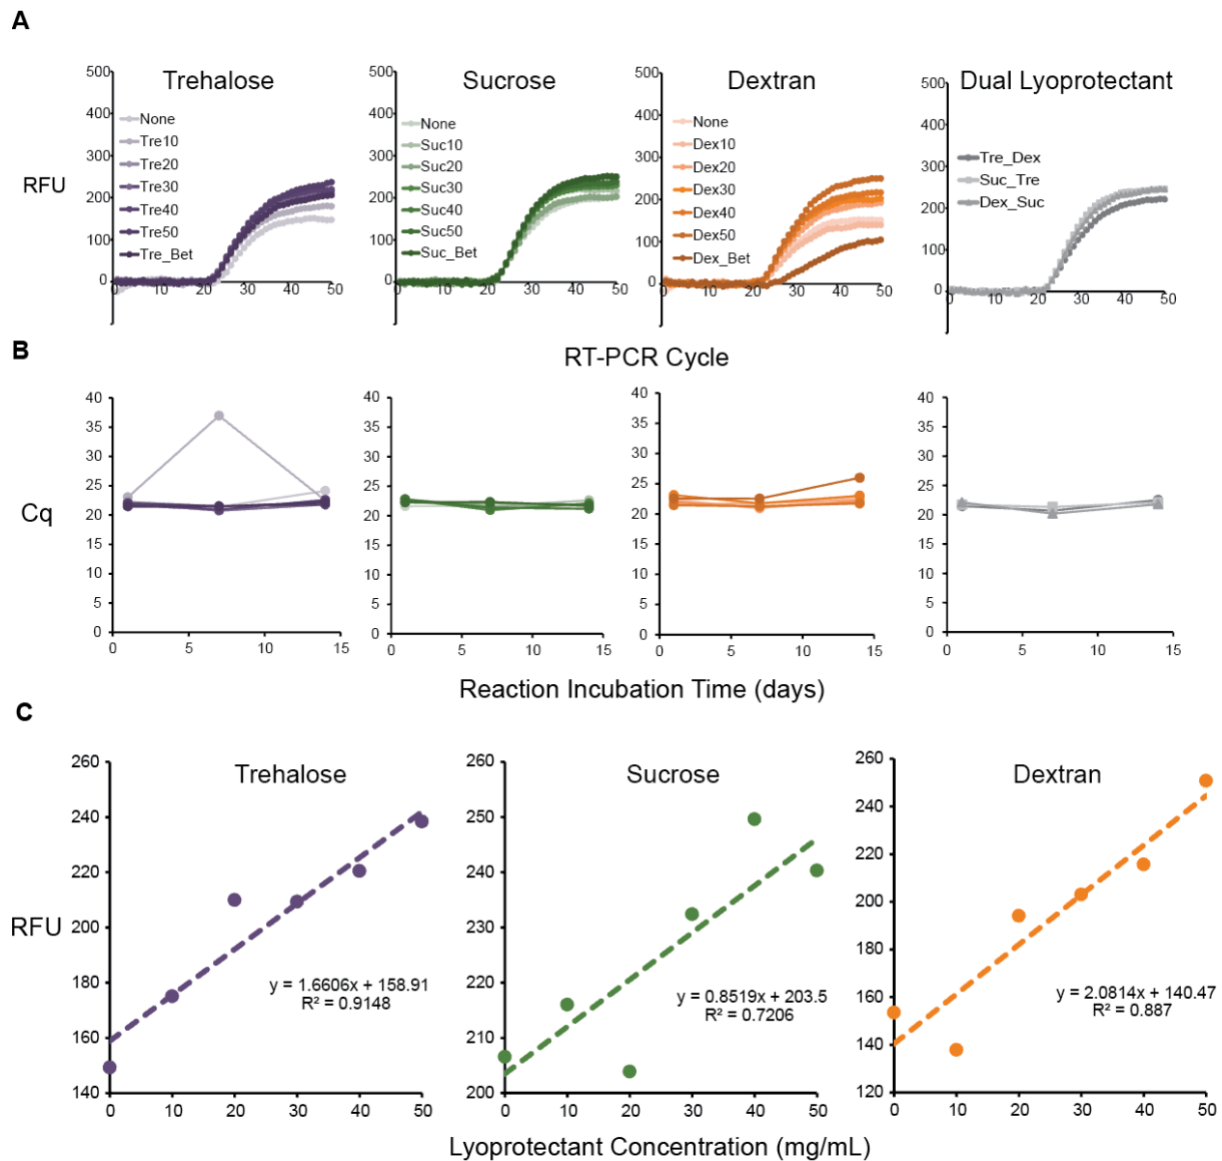 A
Trehalose
Sucrose
Dextran
Dual Lyoprotectant
RFU
500
400
300
200
100
0
None
Tre10
Tre20
Tre30
Tre40
Tre50
Tre_Bet
0 10 20 30 40 50
500
400
300
200
100
0
None
Suc10
Suc20
Suc30
Suc40
Suc50
Suc_Bet
0 10 20 30 40 50
500
400
300
200
100
0
None
Dex10
Dex20
Dex30
Dex40
Dex50
Dex_Bet
0 10 20 30 40 50
500
400
300
200
100
0
Tre_Dex
Suc_Tre
Dex_Suc
0 10 20 30 40 50
RT-PCR Cycle
B
Cq
40
35
30
25
20
15
10
5
0
0 5 10 15
40
35
30
25
20
15
10
5
0
0 5 10 15
40
35
30
25
20
15
10
5
0
0 5 10 15
40
35
30
25
20
15
10
5
0
0 5 10 15
Reaction Incubation Time (days)
C
RFU
Trehalose
260
240
220
200
180
160
140
y = 1.6606x + 158.91
R² = 0.9148
0 10 20 30 40 50
Sucrose
260
250
240
230
220
210
200
y = 0.8519x + 203.5
R² = 0.7206
0 10 20 30 40 50
Dextran
260
240
220
200
180
160
140
120
y = 2.0814x + 140.47
R² = 0.887
0 10 20 30 40 50
Lyoprotectant Concentration (mg/mL)